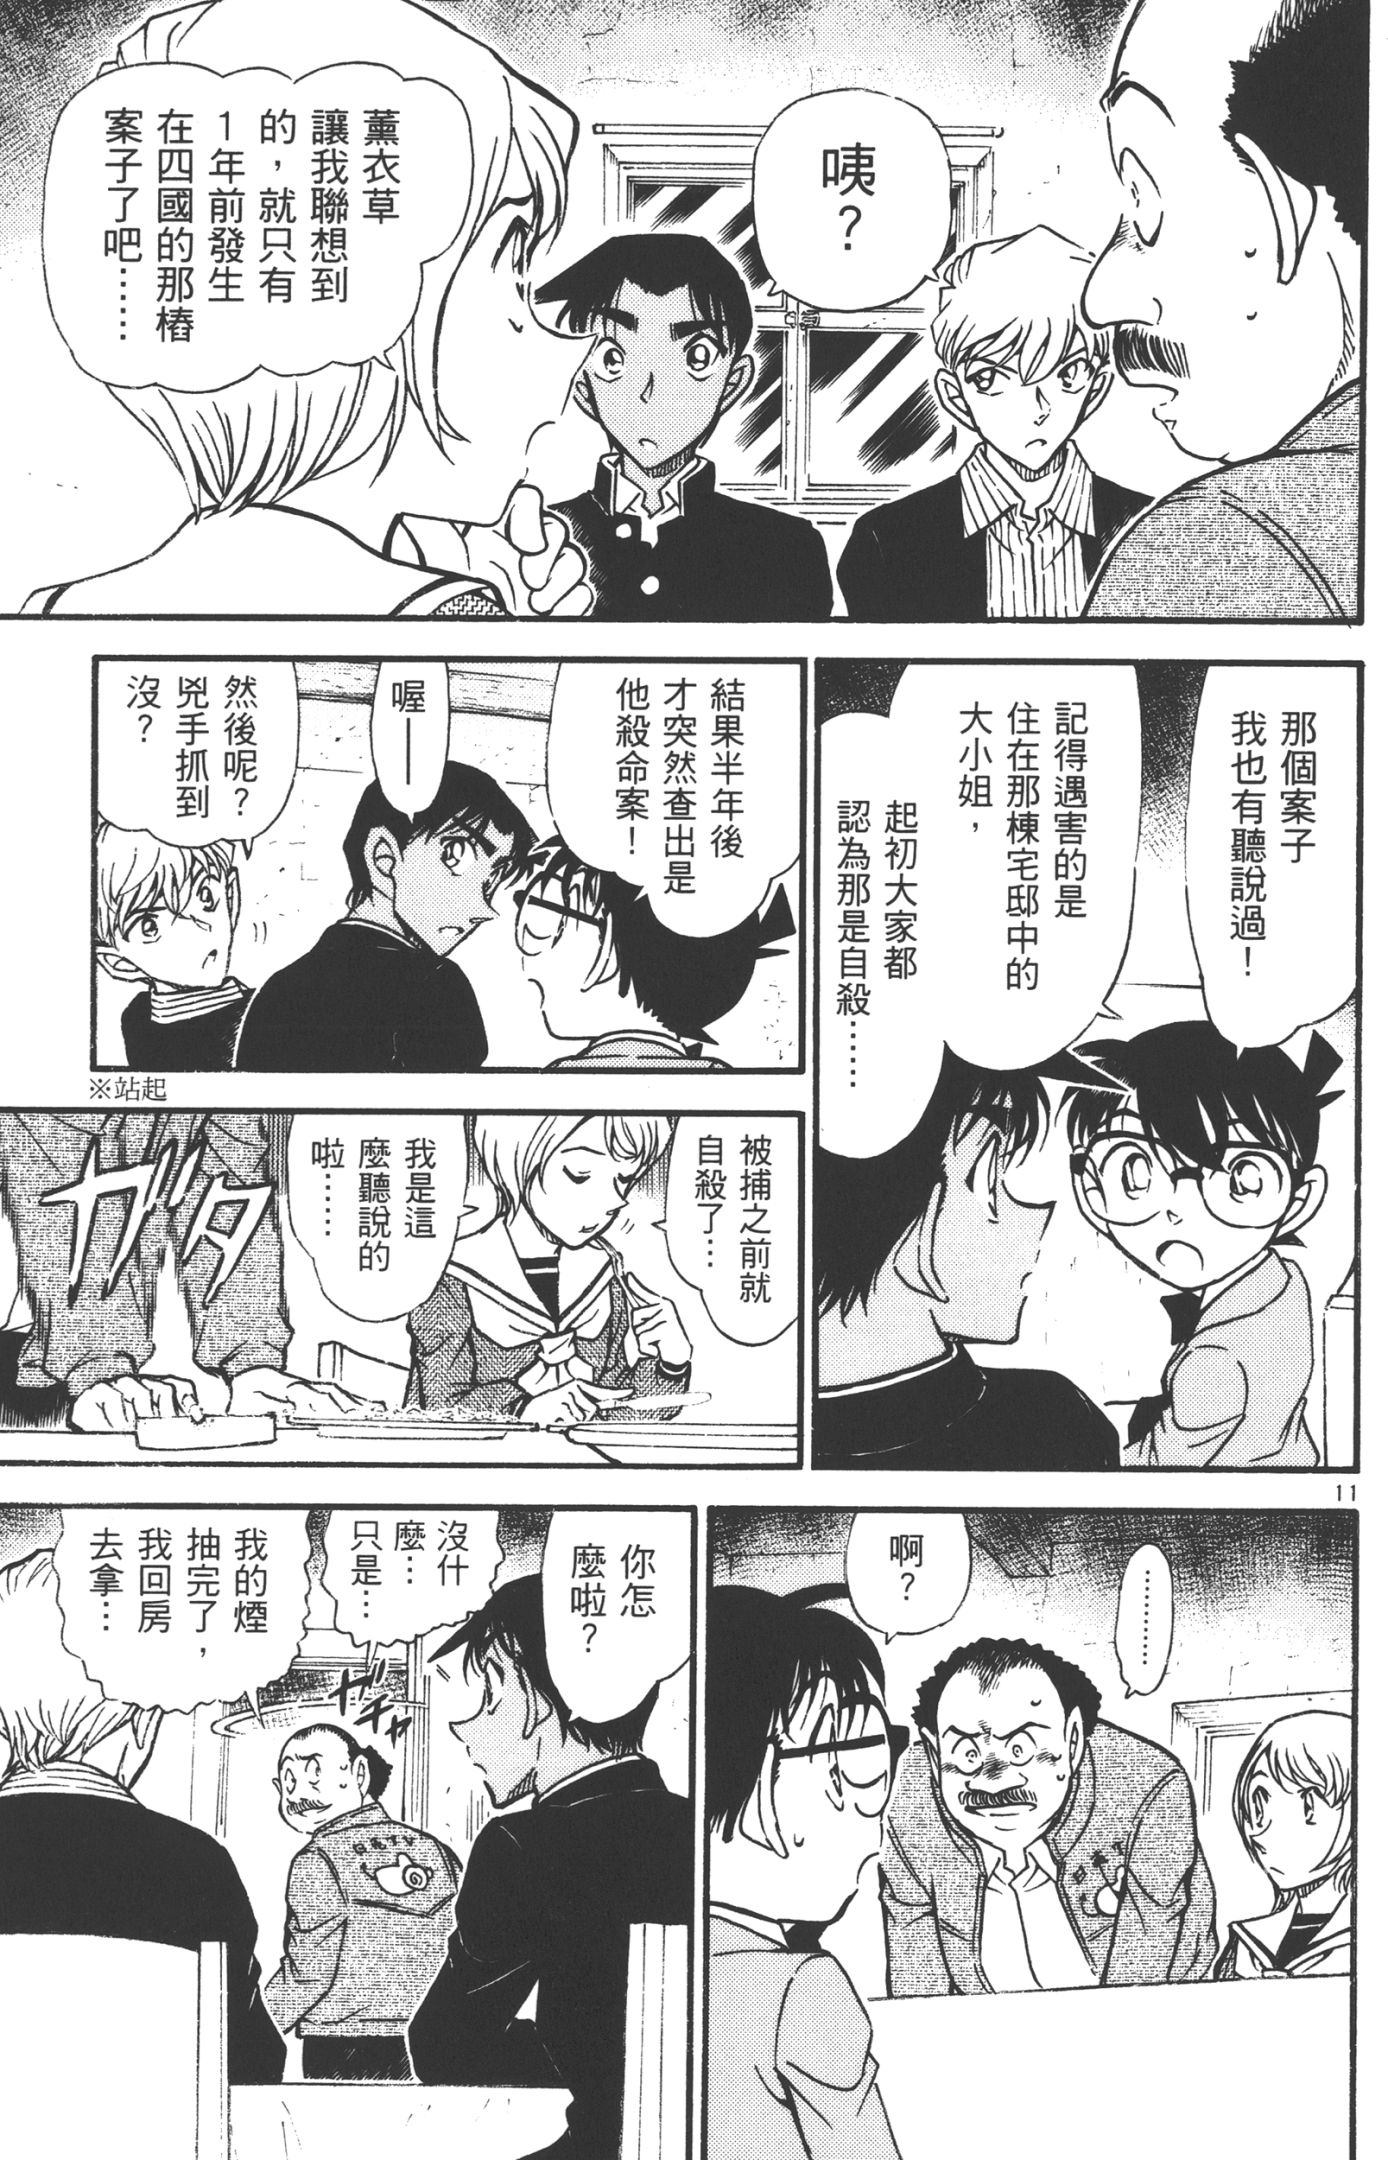 咦？
薰衣草
讓我聯想到
的，就只有
1年前發生
在四國的那樁
案子了吧……
那個案子
我也有聽說過！
記得遇害的是
住在那棟宅邸中的
大小姐，
起初大家都
認為那是自殺……
結果半年後
才突然查出是
他殺命案！
喔——
然後呢？
兇手抓到
沒？
※站起
被捕之前就
自殺了…
我是這
麼聽說的
啦……
ガタ
11
………
啊？
你怎
麼啦？
沒什
麼…
只是…
我的煙
抽完了，
我回房
去拿…
ガチャ